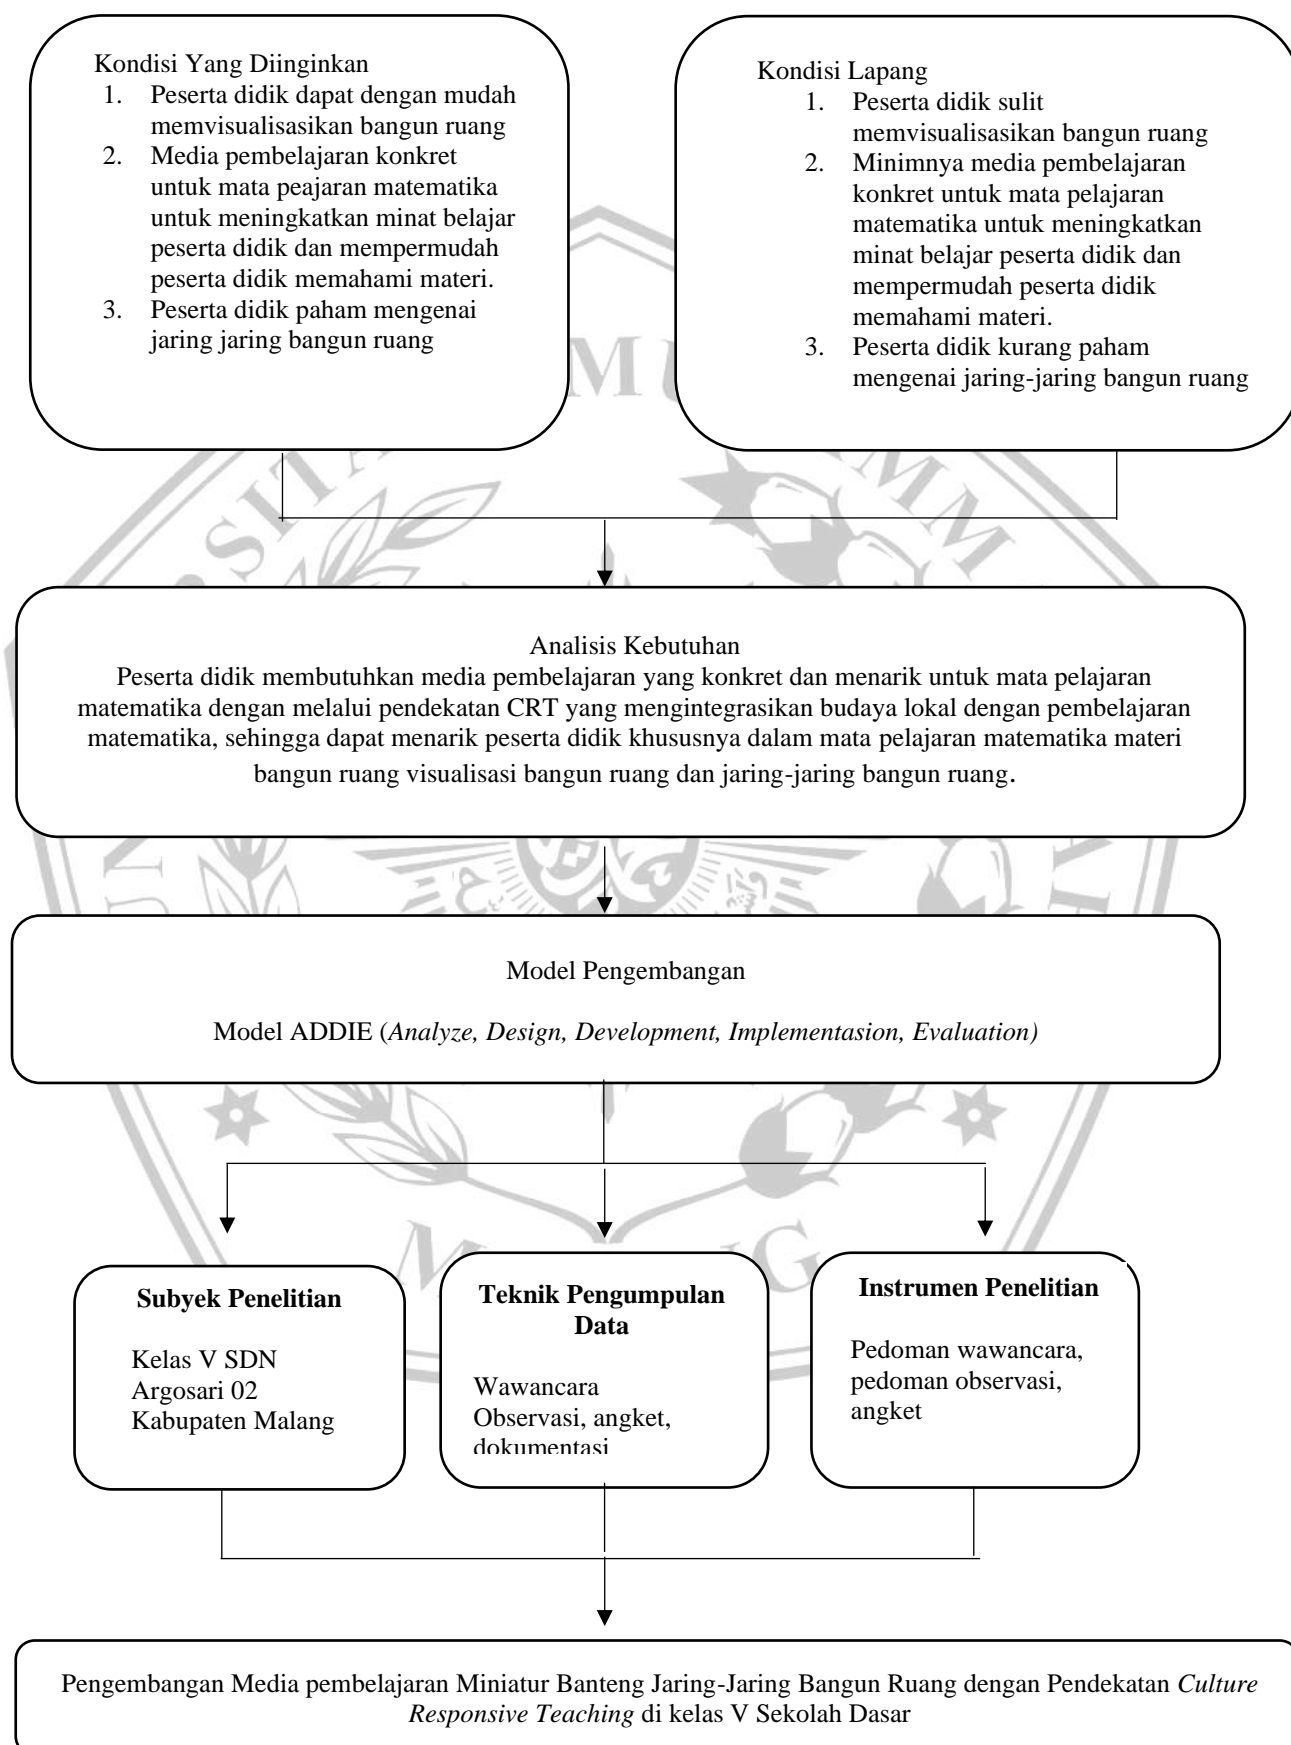 Kondisi Yang Diinginkan
1. Peserta didik dapat dengan mudah
memvisualisasikan bangun ruang
2. Media pembelajaran konkret
untuk mata peajaran matematika
untuk meningkatkan minat belajar
peserta didik dan mempermudah
peserta didik memahami materi.
3. Peserta didik paham mengenai
jaring jaring bangun ruang
Kondisi Lapang
1. Peserta didik sulit
memvisualisasikan bangun ruang
2. Minimnya media pembelajaran
konkret untuk mata pelajaran
matematika untuk meningkatkan
minat belajar peserta didik dan
mempermudah peserta didik
memahami materi.
3. Peserta didik kurang paham
mengenai jaring-jaring bangun ruang
Analisis Kebutuhan
Peserta didik membutuhkan media pembelajaran yang konkret dan menarik untuk mata pelajaran
matematika dengan melalui pendekatan CRT yang mengintegrasikan budaya lokal dengan pembelajaran
matematika, sehingga dapat menarik peserta didik khususnya dalam mata pelajaran matematika materi
bangun ruang visualisasi bangun ruang dan jaring-jaring bangun ruang.
Model Pengembangan
Model ADDIE (Analyze, Design, Development, Implementasion, Evaluation)
Subyek Penelitian
Kelas V SDN
Argosari 02
Kabupaten Malang
Teknik Pengumpulan
Data
Wawancara
Observasi, angket,
dokumentasi
Instrumen Penelitian
Pedoman wawancara,
pedoman observasi,
angket
Pengembangan Media pembelajaran Miniatur Banteng Jaring-Jaring Bangun Ruang dengan Pendekatan Culture
Responsive Teaching di kelas V Sekolah Dasar